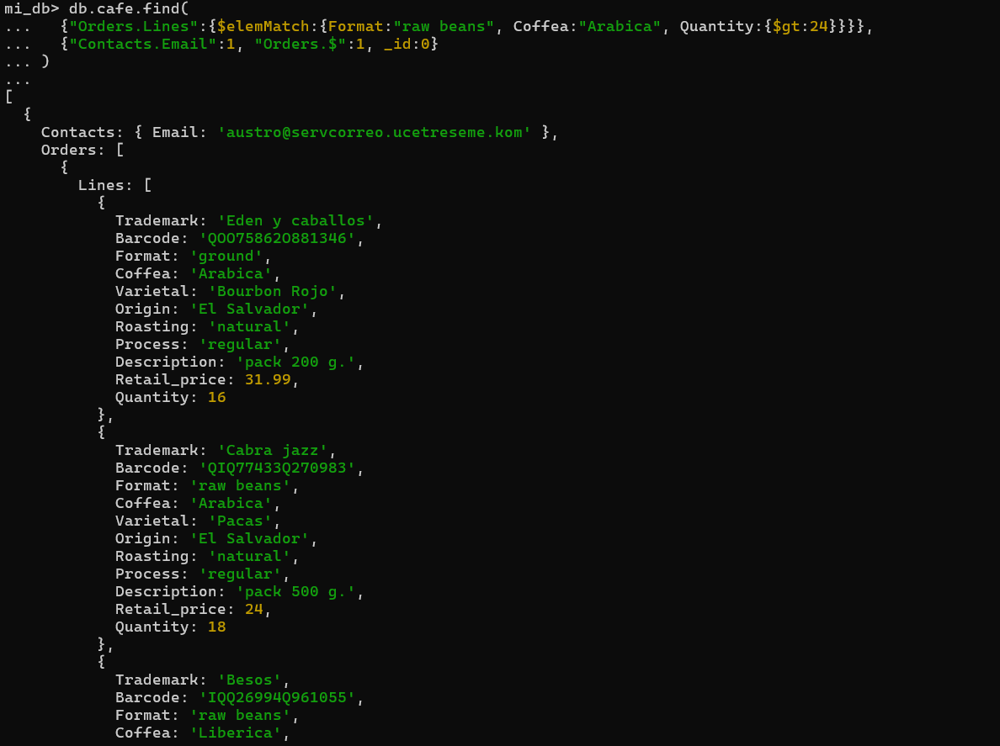 mi_db> db.cafe.find(
...   {"Orders.Lines":{$elemMatch:{Format:"raw beans", Coffea:"Arabica", Quantity:{$gt:24}}}},
...   {"Contacts.Email":1, "Orders.$":1, _id:0}
... )
...
[
  {
    Contacts: { Email: 'austro@servcorreo.ucetreseme.kom' },
    Orders: [
      {
        Lines: [
          {
            Trademark: 'Eden y caballos',
            Barcode: 'QOO75862O881346',
            Format: 'ground',
            Coffea: 'Arabica',
            Varietal: 'Bourbon Rojo',
            Origin: 'El Salvador',
            Roasting: 'natural',
            Process: 'regular',
            Description: 'pack 200 g.',
            Retail_price: 31.99,
            Quantity: 16
          },
          {
            Trademark: 'Cabra jazz',
            Barcode: 'QIQ77433Q270983',
            Format: 'raw beans',
            Coffea: 'Arabica',
            Varietal: 'Pacas',
            Origin: 'El Salvador',
            Roasting: 'natural',
            Process: 'regular',
            Description: 'pack 500 g.',
            Retail_price: 24,
            Quantity: 18
          },
          {
            Trademark: 'Besos',
            Barcode: 'IQQ26994Q961055',
            Format: 'raw beans',
            Coffea: 'Liberica',